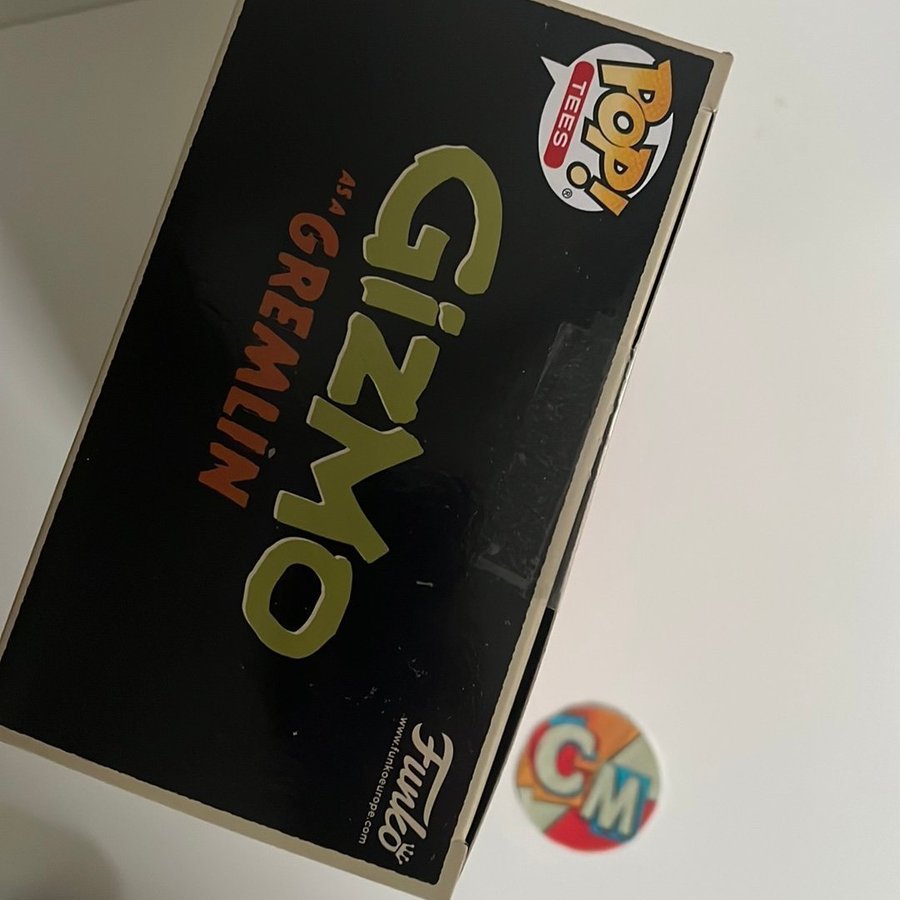 POP!
TEES
®
GiZMO
AS A GREMLiN
Funko
www.funkoeurope.com
CM